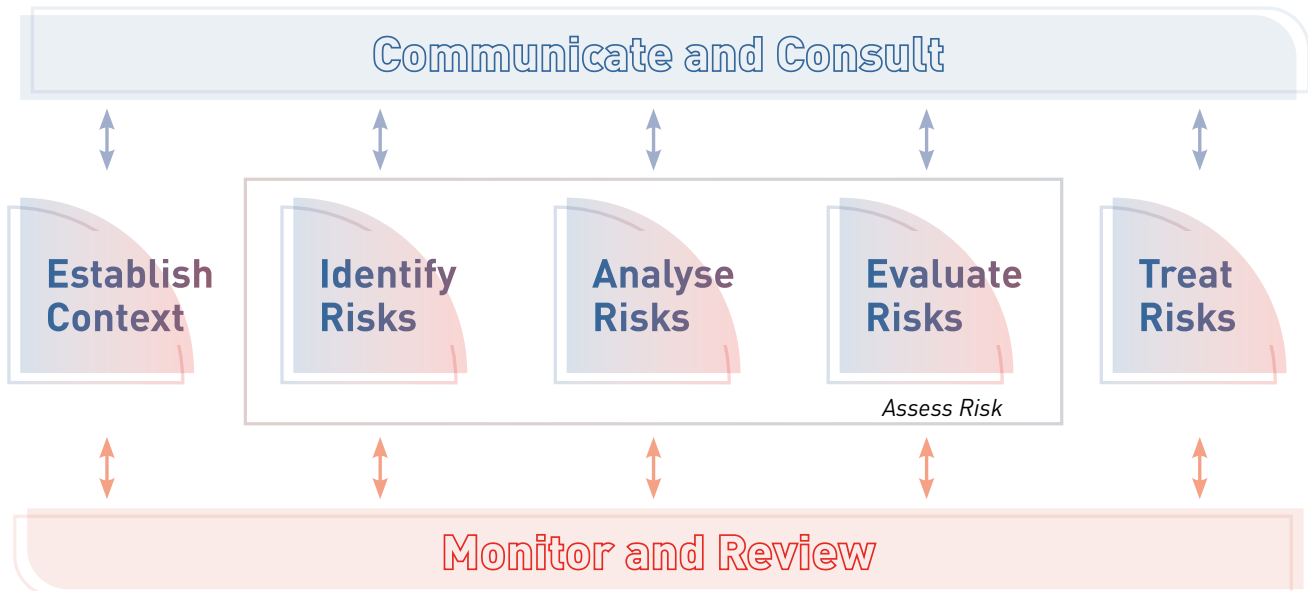 Communicate and Consult
Establish
Context
Identify
Risks
Analyse
Risks
Evaluate
Risks
Treat
Risks
Assess Risk
Monitor and Review